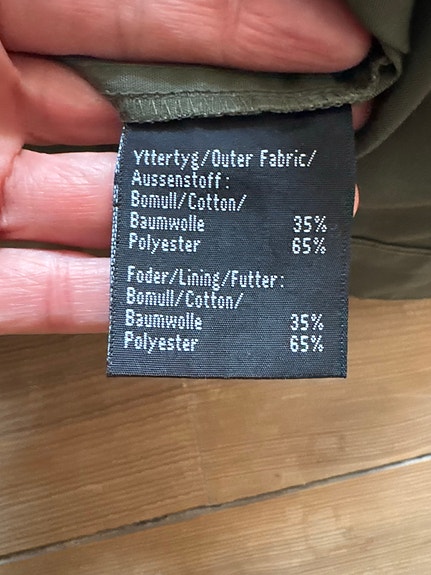 Yttertyg/Outer Fabric/
Aussenstoff:
Bomull/Cotton/
Baumwolle 35%
Polyester 65%
Foder/Lining/Futter:
Bomull/Cotton/
Baumwolle 35%
Polyester 65%